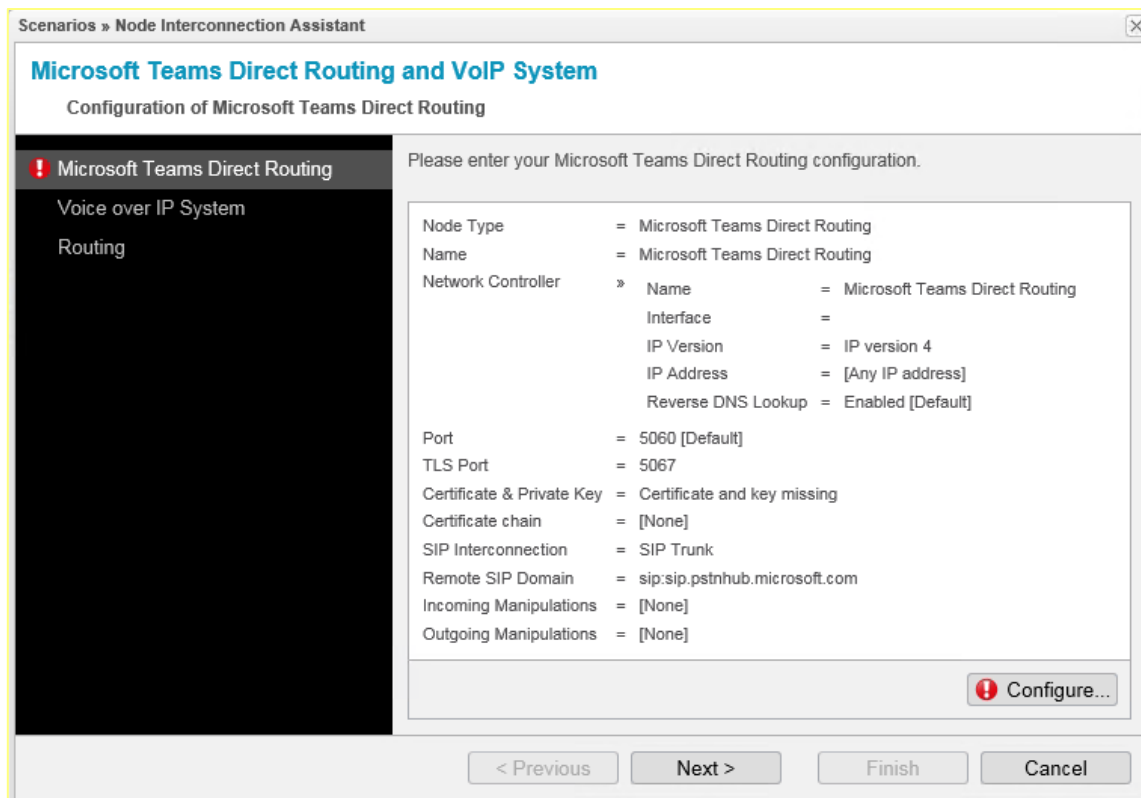 Scenarios » Node Interconnection Assistant
Microsoft Teams Direct Routing and VoIP System
Configuration of Microsoft Teams Direct Routing
Microsoft Teams Direct Routing
Voice over IP System
Routing
Please enter your Microsoft Teams Direct Routing configuration.
Node Type = Microsoft Teams Direct Routing
Name = Microsoft Teams Direct Routing
Network Controller »
Name = Microsoft Teams Direct Routing
Interface =
IP Version = IP version 4
IP Address = [Any IP address]
Reverse DNS Lookup = Enabled [Default]
Port = 5060 [Default]
TLS Port = 5067
Certificate & Private Key = Certificate and key missing
Certificate chain = [None]
SIP Interconnection = SIP Trunk
Remote SIP Domain = sip:sip.pstnhub.microsoft.com
Incoming Manipulations = [None]
Outgoing Manipulations = [None]
Configure...
< Previous Next > Finish Cancel